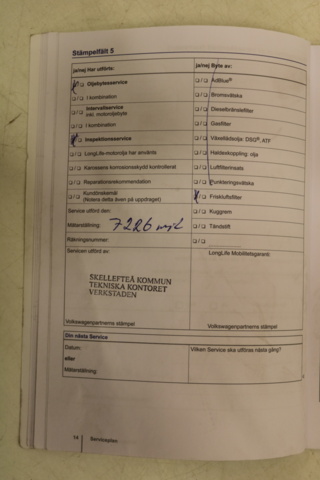 Stämpelfält 5
ja/nej Har utförts:
ja/nej Byte av:
Oljebytesservice
AdBlue®
I kombination
Bromsvätska
Intervallservice
inkl. motoroljebyte
Dieselbränslefilter
I kombination
Gasfilter
Inspektionsservice
Växellådsolja DSG®, ATF
LongLife-motorolja har använts
Haldexkoppling: olja
Karossens korrosionsskydd kontrollerat
Luftfilterinsats
Reparationsrekommendation
Punkteringsvätska
Kundönskemål
(Notera detta även på uppdraget)
Friskluftsfilter
Service utförd den:
Kuggrem
Mätarställning: 7226 mil
Tändstift
Räkningsnummer:
Servicen utförd av:
LongLife Mobilitetsgaranti:
SKELLEFTEÅ KOMMUN
TEKNISKA KONTORET
VERKSTADEN
Volkswagenpartnerns stämpel
Volkswagenpartnerns stämpel
Din nästa Service
Datum:
Vilken Service ska utföras nästa gång?
eller
Mätarställning:
14
Serviceplan